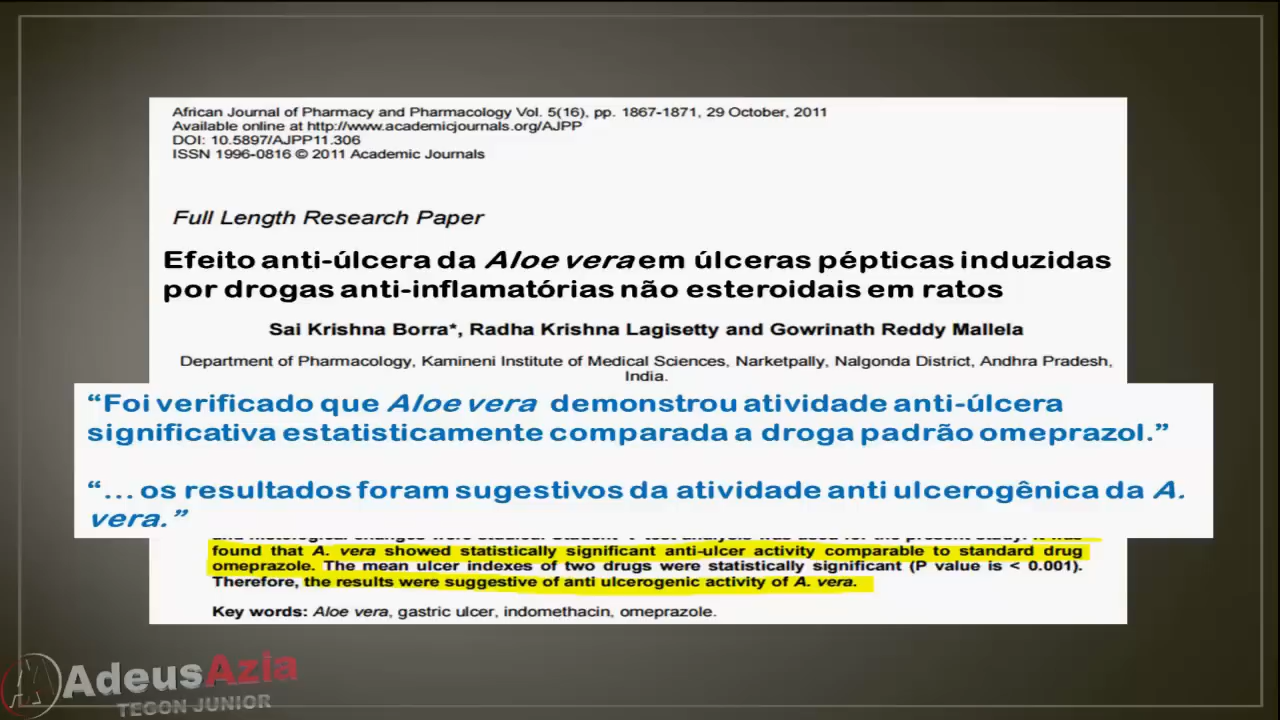 African Journal of Pharmacy and Pharmacology Vol. 5(16), pp. 1867-1871, 29 October, 2011
Available online at http://www.academicjournals.org/AJPP
DOI: 10.5897/AJPP11.306
ISSN 1996-0816 © 2011 Academic Journals
Full Length Research Paper
Efeito anti-úlcera da Aloe vera em úlceras pépticas induzidas
por drogas anti-inflamatórias não esteroidais em ratos
Sai Krishna Borra*, Radha Krishna Lagisetty and Gowrinath Reddy Mallela
Department of Pharmacology, Kamineni Institute of Medical Sciences, Narketpally, Nalgonda District, Andhra Pradesh,
India.
“Foi verificado que Aloe vera demonstrou atividade anti-úlcera
significativa estatisticamente comparada a droga padrão omeprazol.”
“... os resultados foram sugestivos da atividade anti ulcerogênica da A.
vera.”
found that A. vera showed statistically significant anti-ulcer activity comparable to standard drug
omeprazole. The mean ulcer indexes of two drugs were statistically significant (P value is < 0.001).
Therefore, the results were suggestive of anti ulcerogenic activity of A. vera.
Key words: Aloe vera, gastric ulcer, indomethacin, omeprazole.
AdeusAzia
TEGON JUNIOR